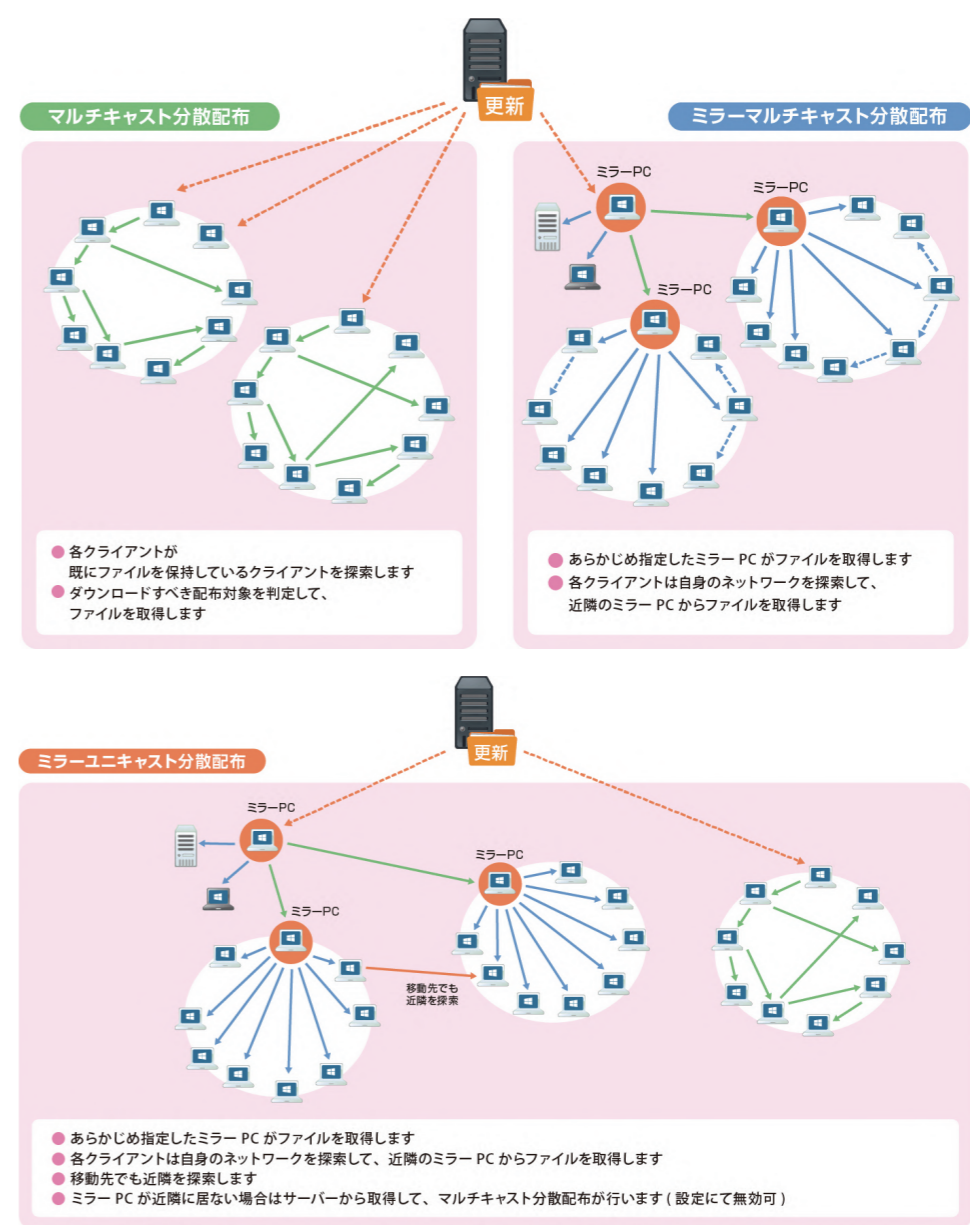 更新
マルチキャスト分散配布
ミラーマルチキャスト分散配布
ミラーPC
ミラーPC
ミラーPC
● 各クライアントが
既にファイルを保持しているクライアントを探索します
● ダウンロードすべき配布対象を判定して、
ファイルを取得します
● あらかじめ指定したミラー PC がファイルを取得します
● 各クライアントは自身のネットワークを探索して、
近隣のミラー PC からファイルを取得します
更新
ミラーユニキャスト分散配布
ミラーPC
ミラーPC
ミラーPC
移動先でも
近隣を探索
● あらかじめ指定したミラー PC がファイルを取得します
● 各クライアントは自身のネットワークを探索して、近隣のミラー PC からファイルを取得します
● 移動先でも近隣を探索します
● ミラー PC が近隣に居ない場合はサーバーから取得して、マルチキャスト分散配布が行います ( 設定にて無効可 )